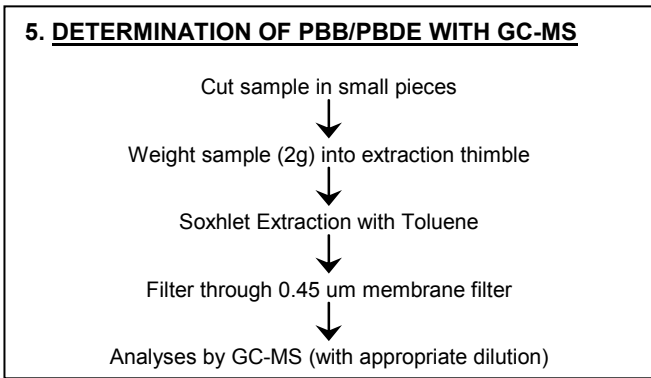 5. DETERMINATION OF PBB/PBDE WITH GC-MS
Cut sample in small pieces
Weight sample (2g) into extraction thimble
Soxhlet Extraction with Toluene
Filter through 0.45 um membrane filter
Analyses by GC-MS (with appropriate dilution)